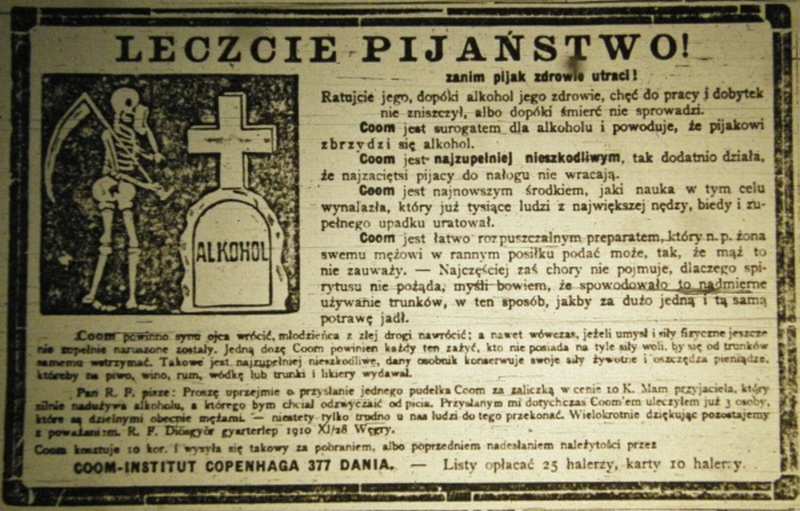 LECZCIE PIJAŃSTWO!
zanim pijak zdrowie utraci!
Ratujcie jego, dopóki alkohol jego zdrowie, chęć do pracy i dobytek
nie zniszczył, albo dopóki śmierć nie sprowadzi.
Coom jest surogatem dla alkoholu i powoduje, że pijakowi
zbrzydzi się alkohol.
Coom jest najzupełniej nieszkodliwym, tak dodatnio działa,
że najzaciętsi pijacy do nałogu nie wracają.
Coom jest najnowszym środkiem, jaki nauka w tym celu
wynalazła, który już tysiące ludzi z największej nędzy, biedy i zu-
pełnego upadku uratował.
Coom jest łatwo rozpuszczalnym preparatem, który n. p. żona
swemu mężowi w rannym posiłku podać może, tak, że mąż to
nie zauważy. — Najczęściej zaś chory nie pojmuje, dlaczego spi-
rytusu nie pożąda, myśli bowiem, że spowodowało to nadmierne
używanie trunków, w ten sposób, jakby za dużo jedną i tą samą
potrawę jadł.
ALKOHOL
Coom powinno syna ojca wrócić, młodzieńca z złej drogi nawrócić; a nawet wówczas, jeżeli umysł i siły fizyczne jeszcze
nie zupełnie naruszone zostały. Jedną dozę Coom powinien każdy ten zażyć, kto nie posiada na tyle siły woli, by się od trunków
samemu wstrzymać. Takowe jest najzupełniej nieszkodliwe, dany osobnik konserwuje swoje siły żywotne i oszczędza pieniądze,
któreby na piwo, wino, rum, wódkę lub trunki i likiery wydawał.
Pan R. F. pisze: Proszę uprzejmie o przysłanie jednego pudełka Coom za zaliczką w cenie 10 K. Mam przyjaciela, który
silnie nadużywa alkoholu, a którego bym chciał odzwyczaić od picia. Przysłanym mi dotychczas Coom'em uleczyłem już 3 osoby,
które są dzielnymi obecnie mężami. — niestety tylko trudno u nas ludzi do tego przekonać. Wielokrotnie dziękując pozostajemy
z poważaniem. R. F. Diösgyör gyartelep 1910 XI/28 Węgry.
Coom kosztuje 10 kor. i wysyła się takowy za pobraniem, albo poprzedniem nadesłaniem należytości przez
COOM-INSTITUT COPENHAGA 377 DANIA. — Listy opłacać 25 halerzy, karty 10 halerzy.